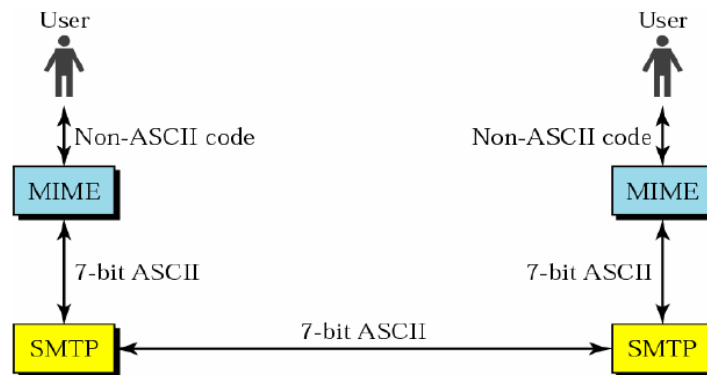 User User
Non-ASCII code Non-ASCII code
MIME MIME
7-bit ASCII 7-bit ASCII
7-bit ASCII
SMTP SMTP